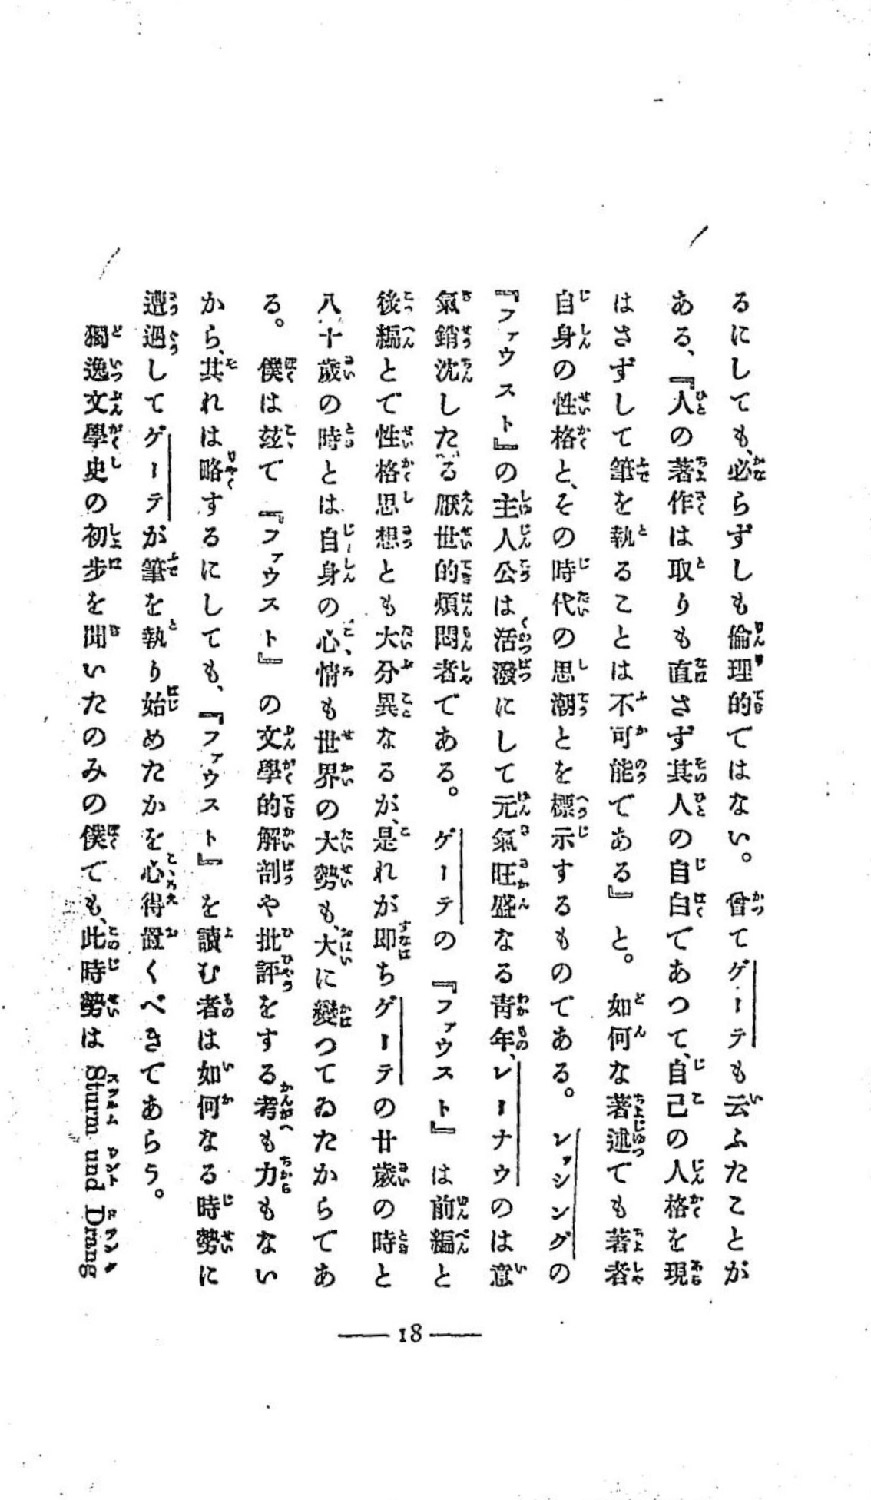 るにしても、必らずしも倫理的ではない。曾てゲーテも云ふたことが
ある、『人の著作は取りも直さず其人の自白であつて、自己の人格を現
はさずして筆を執ることは不可能である』と。如何な著述でも著者
自身の性格と、その時代の思潮とを標示するものである。レッシングの
『ファウスト』の主人公は活潑にして元氣旺盛なる青年、レーナウのは意
氣銷沈したる厭世的煩悶者である。ゲーテの『ファウスト』は前編と
後編とで性格思想とも大分異なるが、是れが即ちゲーテの廿歲の時と
八十歲の時とは自身の心情も世界の大勢も、大に變つてゐたからであ
る。僕は玆で『ファウスト』の文學的解剖や批評をする考も力もない
から、其れは略するにしても、『ファウスト』を讀む者は如何なる時勢に
遭遇してゲーテが筆を執り始めたかを心得置くべきであらう。
獨逸文學史の初步を聞いたのみの僕でも、此時勢は Sturm und Drang
— 18 —